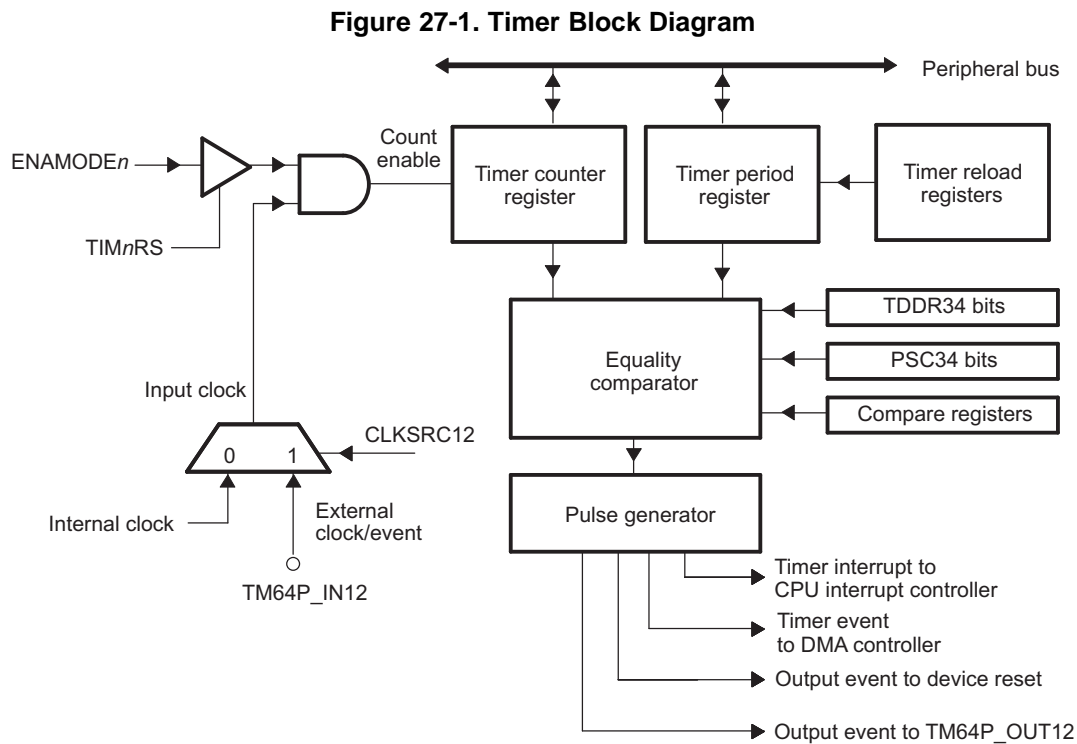 Figure 27-1. Timer Block Diagram
Peripheral bus
ENAMODEn
Count
enable
Timer counter
register
Timer period
register
Timer reload
registers
TIMnRS
TDDR34 bits
Equality
comparator
PSC34 bits
Input clock
Compare registers
CLKSRC12
0 1
Internal clock
External
clock/event
Pulse generator
TM64P_IN12
Timer interrupt to
CPU interrupt controller
Timer event
to DMA controller
Output event to device reset
Output event to TM64P_OUT12